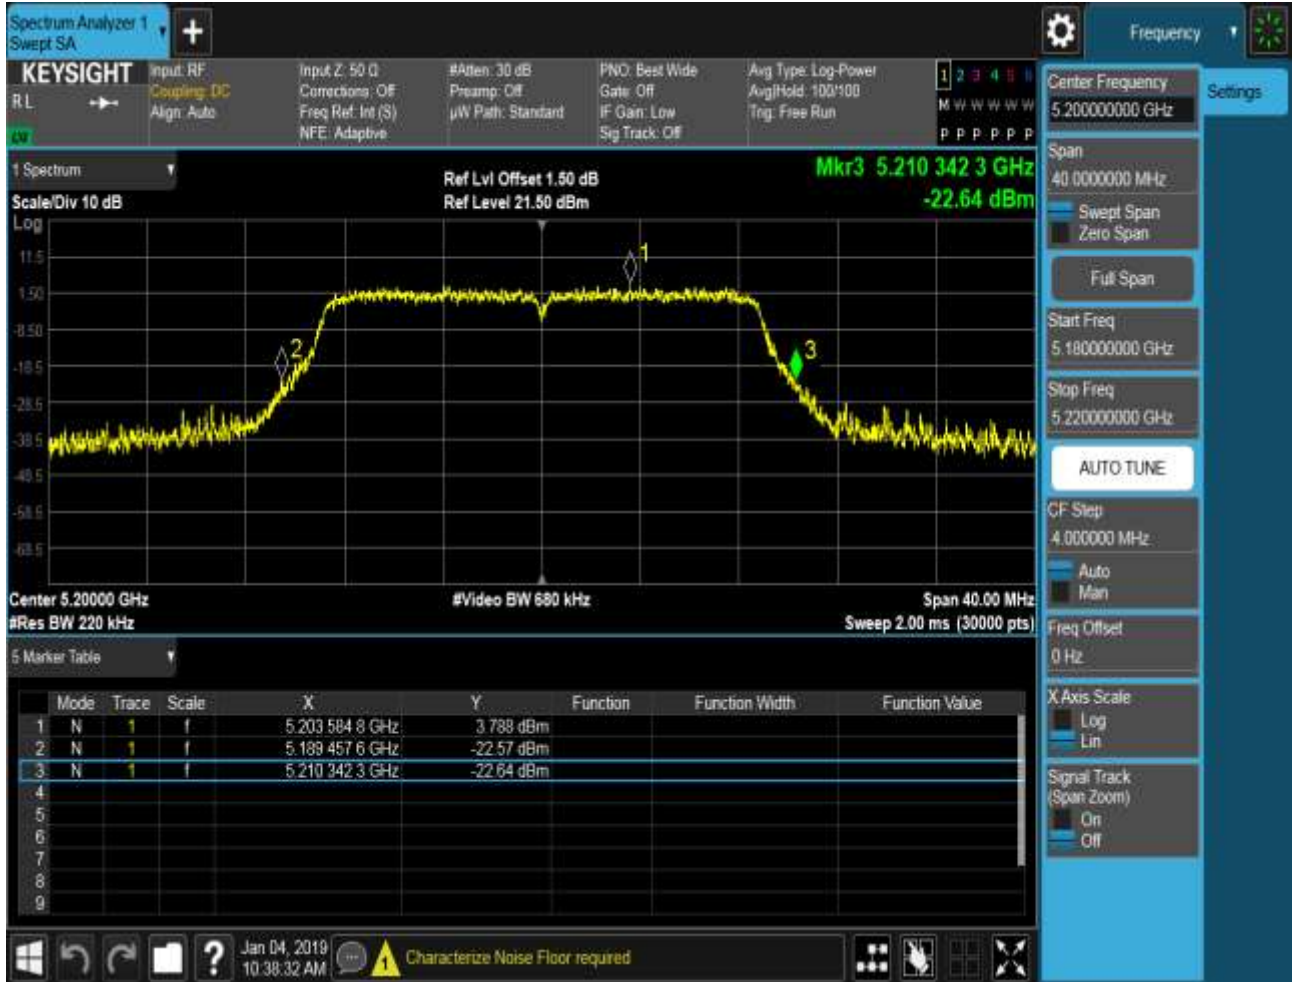 Spectrum Analyzer 1
Swept SA
+
Frequency
KEYSIGHT
R L
LXI
Input: RF
Coupling: DC
Align: Auto
Input Z: 50 Ω
Corrections: Off
Freq Ref: Int (S)
NFE: Adaptive
#Atten: 30 dB
Preamp: Off
µW Path: Standard
PNO: Best Wide
Gate: Off
IF Gain: Low
Sig Track: Off
Avg Type: Log-Power
Avg|Hold: 100/100
Trig: Free Run
1 2 3 4 5 6
M W W W W W
P P P P P P
1 Spectrum
Scale/Div 10 dB
Log
Ref Lvl Offset 1.50 dB
Ref Level 21.50 dBm
Mkr3 5.210 342 3 GHz
-22.64 dBm
11.5
1.50
-8.50
-18.5
-28.5
-38.5
-48.5
-58.5
-68.5
1
2
3
Center 5.20000 GHz
#Res BW 220 kHz
#Video BW 680 kHz
Span 40.00 MHz
Sweep 2.00 ms (30000 pts)
5 Marker Table
Mode Trace Scale X Y Function Function Width Function Value
1 N 1 f 5.203 584 8 GHz 3.788 dBm
2 N 1 f 5.189 457 6 GHz -22.57 dBm
3 N 1 f 5.210 342 3 GHz -22.64 dBm
4
5
6
7
8
9
Center Frequency
5.200000000 GHz
Settings
Span
40.0000000 MHz
Swept Span
Zero Span
Full Span
Start Freq
5.180000000 GHz
Stop Freq
5.220000000 GHz
AUTO TUNE
CF Step
4.000000 MHz
Auto
Man
Freq Offset
0 Hz
X Axis Scale
Log
Lin
Signal Track
(Span Zoom)
On
Off
?
Jan 04, 2019
10:38:32 AM
1
Characterize Noise Floor required